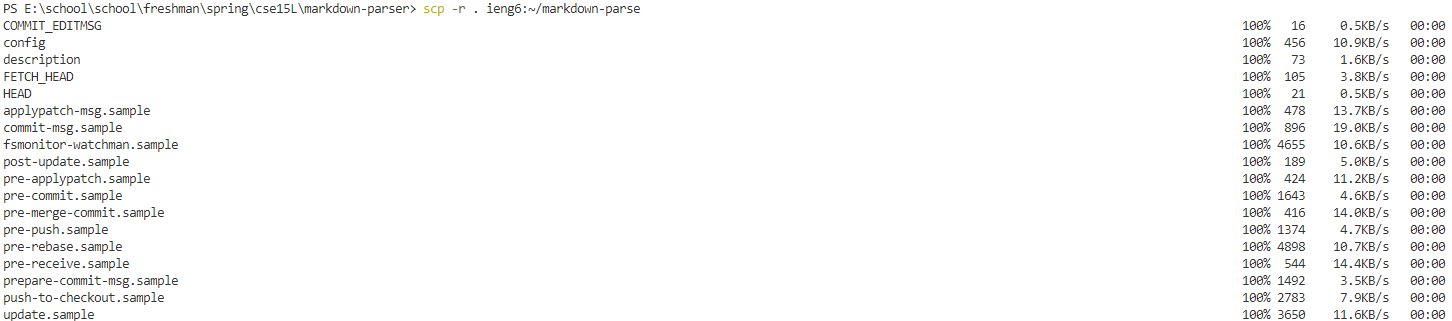 PS E:\school\school\freshman\spring\cse15L\markdown-parser> scp -r . ieng6:~/markdown-parse
COMMIT_EDITMSG 100% 16 0.5KB/s 00:00
config 100% 456 10.9KB/s 00:00
description 100% 73 1.6KB/s 00:00
FETCH_HEAD 100% 105 3.8KB/s 00:00
HEAD 100% 21 0.5KB/s 00:00
applypatch-msg.sample 100% 478 13.7KB/s 00:00
commit-msg.sample 100% 896 19.0KB/s 00:00
fsmonitor-watchman.sample 100% 4655 10.6KB/s 00:00
post-update.sample 100% 189 5.0KB/s 00:00
pre-applypatch.sample 100% 424 11.2KB/s 00:00
pre-commit.sample 100% 1643 4.6KB/s 00:00
pre-merge-commit.sample 100% 416 14.0KB/s 00:00
pre-push.sample 100% 1374 4.7KB/s 00:00
pre-rebase.sample 100% 4898 10.7KB/s 00:00
pre-receive.sample 100% 544 14.4KB/s 00:00
prepare-commit-msg.sample 100% 1492 3.5KB/s 00:00
push-to-checkout.sample 100% 2783 7.9KB/s 00:00
update.sample 100% 3650 11.6KB/s 00:00